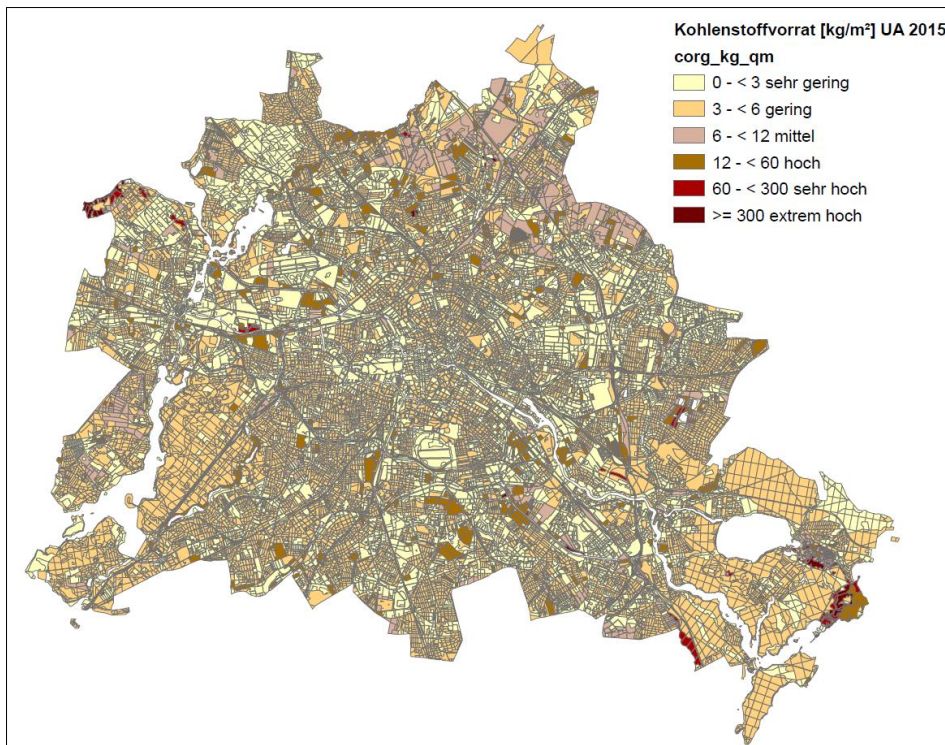 Kohlenstoffvorrat [kg/m²] UA 2015
corg_kg_qm
0 - < 3 sehr gering
3 - < 6 gering
6 - < 12 mittel
12 - < 60 hoch
60 - < 300 sehr hoch
>= 300 extrem hoch